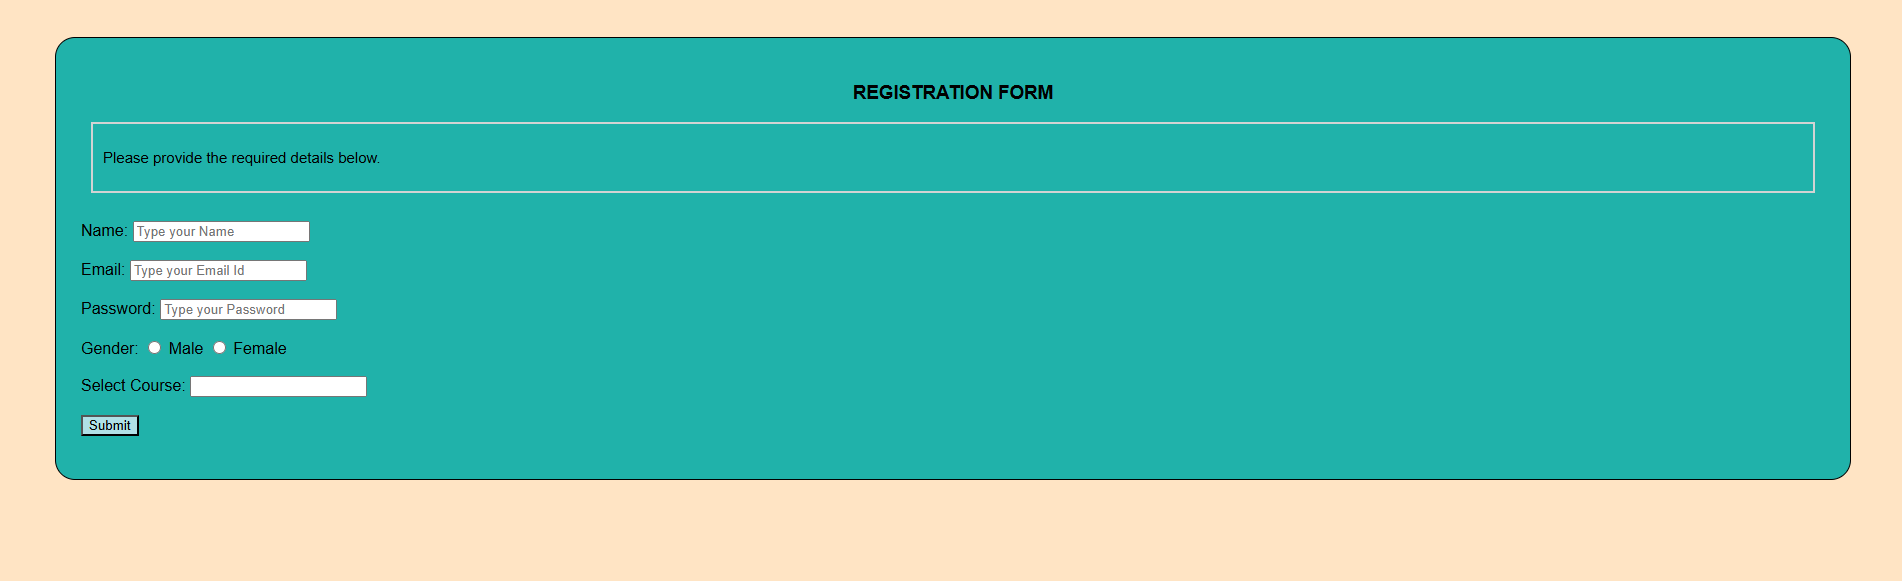 REGISTRATION FORM
Please provide the required details below.
Name: Type your Name
Email: Type your Email Id
Password: Type your Password
Gender: Male Female
Select Course:
Submit